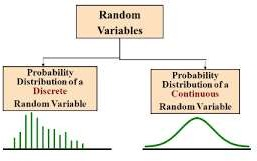 Random
Variables
Probability
Distribution of a
Discrete
Random Variable
Probability
Distribution of a
Continuous
Random Variable